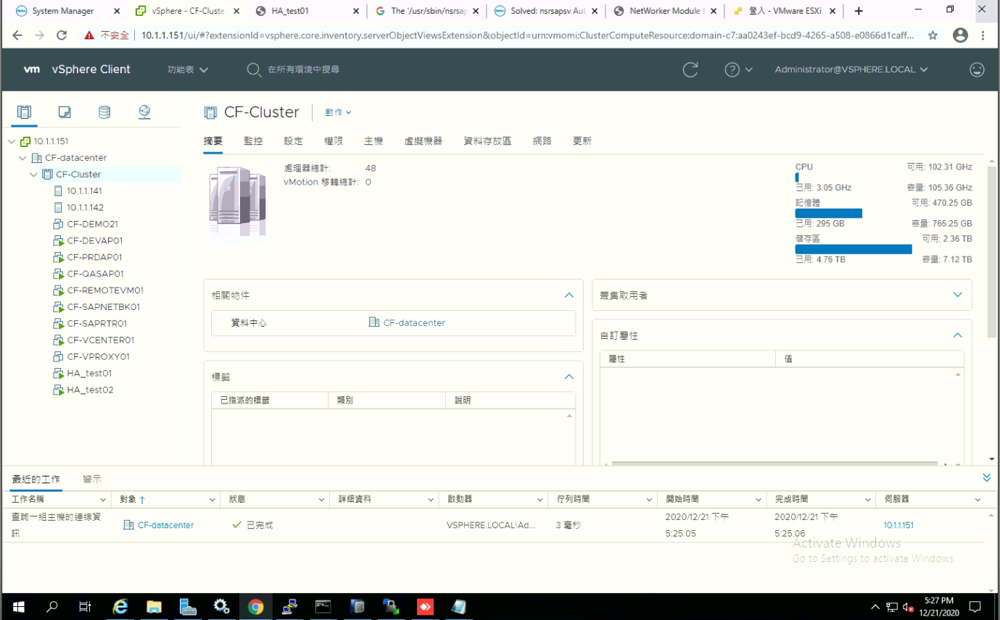 System Manager
vSphere - CF-Cluste
HA_test01
The '/usr/sbin/nsrsap
Solved: nsrsapsv Aut
NetWorker Module
登入 - VMware ESXi
不安全
10.1.1.151/ui/#?extensionId=vsphere.core.inventory.serverObjectViewsExtension&objectId=urn:vmomi:ClusterComputeResource:domain-c7:aa0243ef-bcd9-4265-a508-e0866d1caff...
vm vSphere Client
功能表
在所有環境中搜尋
Administrator@VSPHERE.LOCAL
10.1.1.151
CF-datacenter
CF-Cluster
10.1.1.141
10.1.1.142
CF-DEMO21
CF-DEVAP01
CF-PRDAP01
CF-QASAP01
CF-REMOTEVM01
CF-SAPNETBK01
CF-SAPRTR01
CF-VCENTER01
CF-VPROXY01
HA_test01
HA_test02
CF-Cluster
動作
摘要 監控 設定 權限 主機 虛擬機器 資料存放區 網路 更新
處理器總計: 48
vMotion 移轉總計: 0
CPU 可用: 102.31 GHz
已用: 3.05 GHz 容量: 105.36 GHz
記憶體 可用: 470.25 GB
已用: 295 GB 容量: 765.25 GB
儲存區 可用: 2.36 TB
已用: 4.76 TB 容量: 7.12 TB
相關物件
資料中心 CF-datacenter
標籤
已指派的標籤 類別 說明
叢集取用者
自訂屬性
屬性 值
最近的工作 警示
工作名稱 對象 狀態 詳細資料 啟動器 佇列時間 開始時間 完成時間 伺服器
查詢一組主機的連線資
訊
CF-datacenter
已完成
VSPHERE.LOCAL\Ad...
3 毫秒
2020/12/21 下午
5:25:05
2020/12/21 下午
5:25:06
10.1.1.151
Activate Windows
Go to Settings to activate Windows.
5:27 PM
12/21/2020